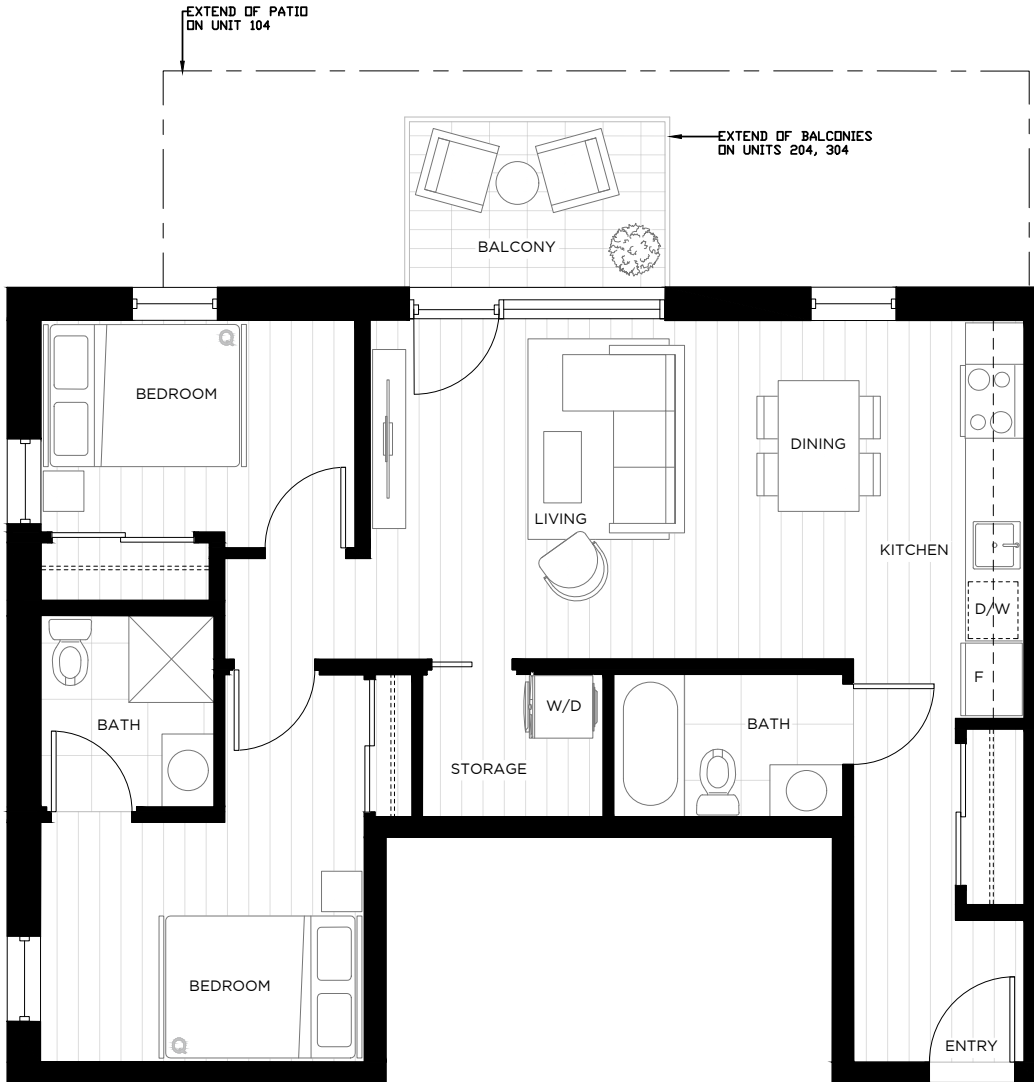 EXTEND OF PATIO
ON UNIT 104
EXTEND OF BALCONIES
ON UNITS 204, 304
BALCONY
Q
BEDROOM
DINING
LIVING
KITCHEN
D/W
F
W/D
BATH
BATH
STORAGE
BEDROOM
Q
ENTRY